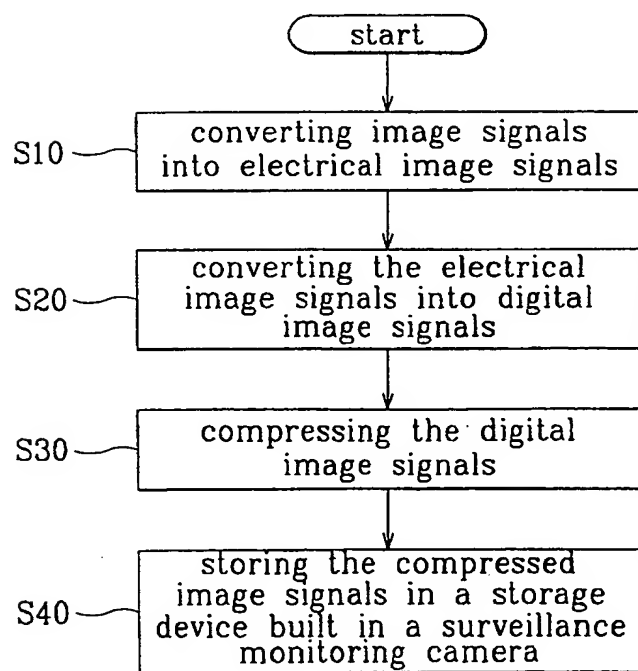 start
S10
converting image signals
into electrical image signals
S20
converting the electrical
image signals into digital
image signals
S30
compressing the digital
image signals
S40
storing the compressed
image signals in a storage
device built in a surveillance
monitoring camera